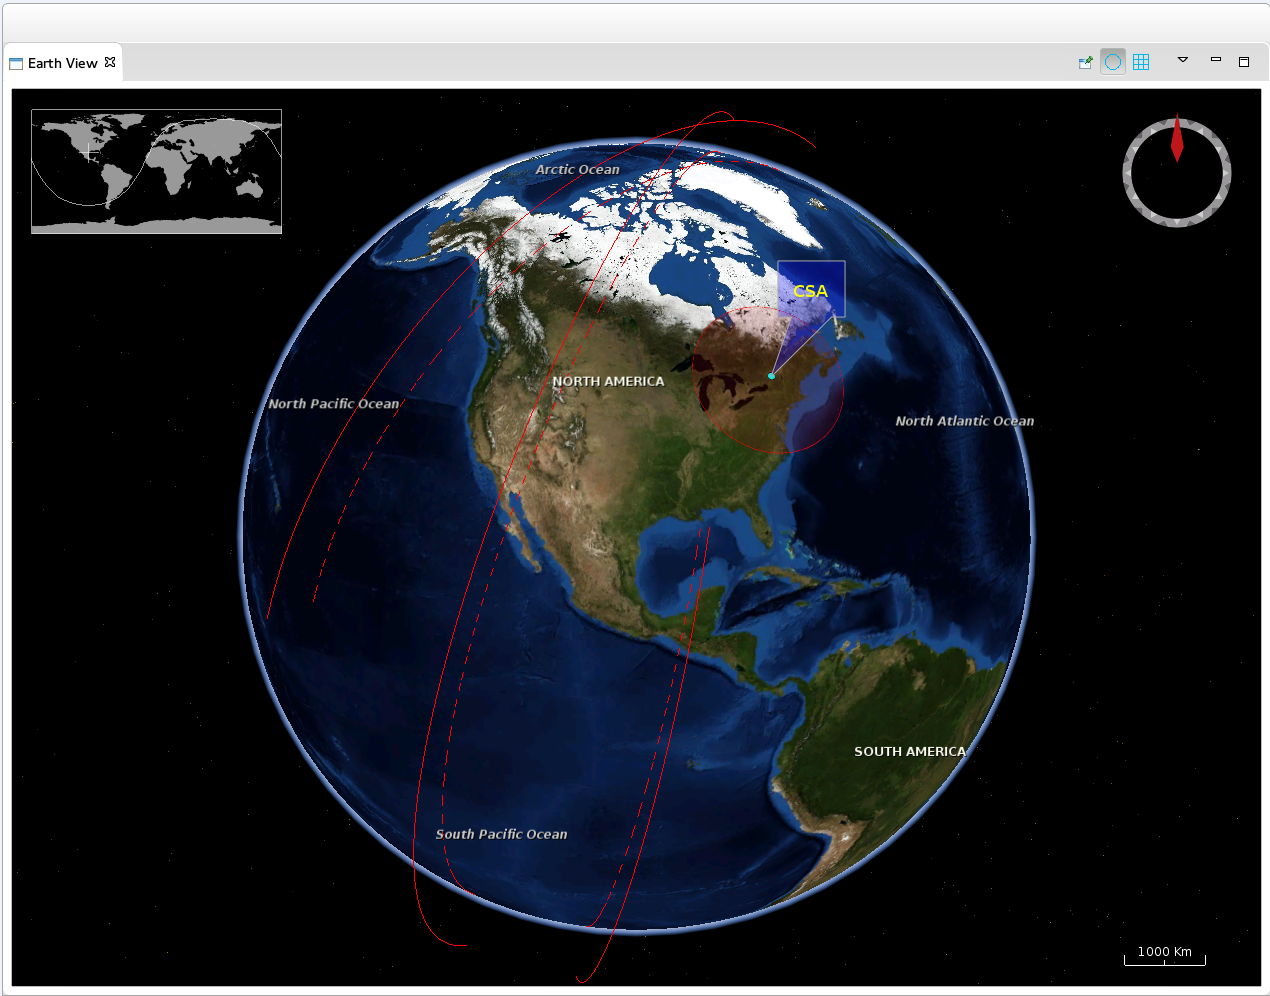 Earth View
Arctic Ocean
CSA
NORTH AMERICA
North Pacific Ocean
North Atlantic Ocean
SOUTH AMERICA
South Pacific Ocean
1000 Km